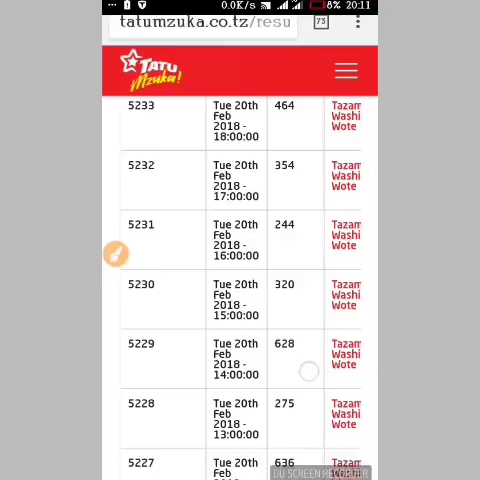 0.0K/s 8% 20:11
tatumzuka.co.tz/resu 73
TATU
Mzuka!
5233 Tue 20th Feb 2018 - 18:00:00 464 Tazam Washi Wote
5232 Tue 20th Feb 2018 - 17:00:00 354 Tazam Washi Wote
5231 Tue 20th Feb 2018 - 16:00:00 244 Tazam Washi Wote
5230 Tue 20th Feb 2018 - 15:00:00 320 Tazam Washi Wote
5229 Tue 20th Feb 2018 - 14:00:00 628 Tazam Washi Wote
5228 Tue 20th Feb 2018 - 13:00:00 275 Tazam Washi Wote
5227 Tue 20th 636 Tazam
DU SCREEN RECORDER